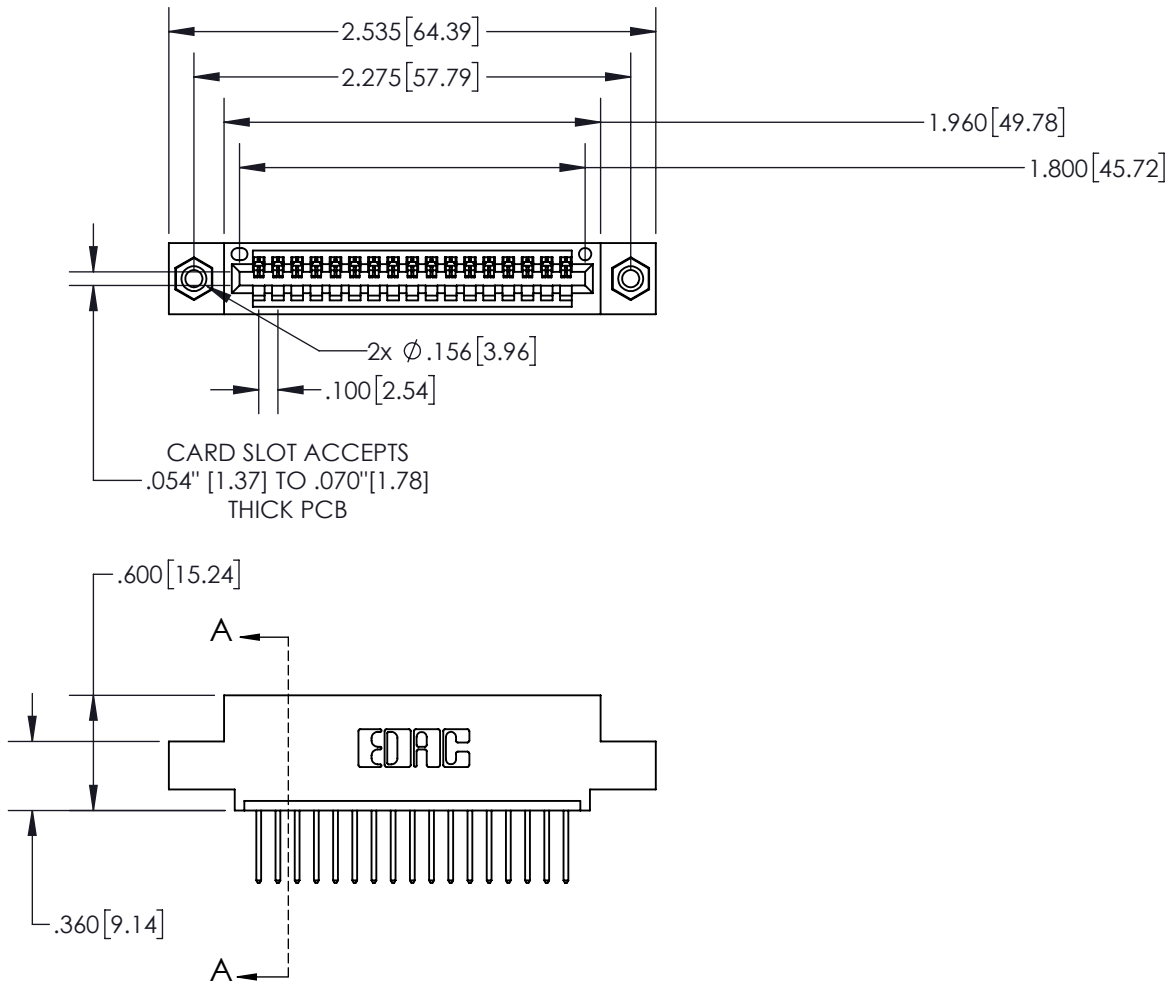 2.535[64.39]
2.275[57.79]
1.960[49.78]
1.800[45.72]
2x ∅.156[3.96]
.100[2.54]
CARD SLOT ACCEPTS
.054" [1.37] TO .070"[1.78]
THICK PCB
.600[15.24]
A
EDAC
.360[9.14]
A